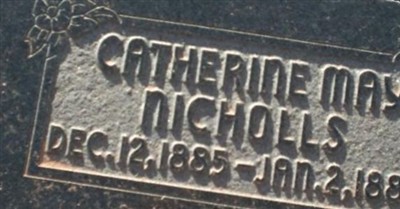 CATHERINE MAY
NICHOLLS
DEC. 12, 1885 - JAN. 2, 188